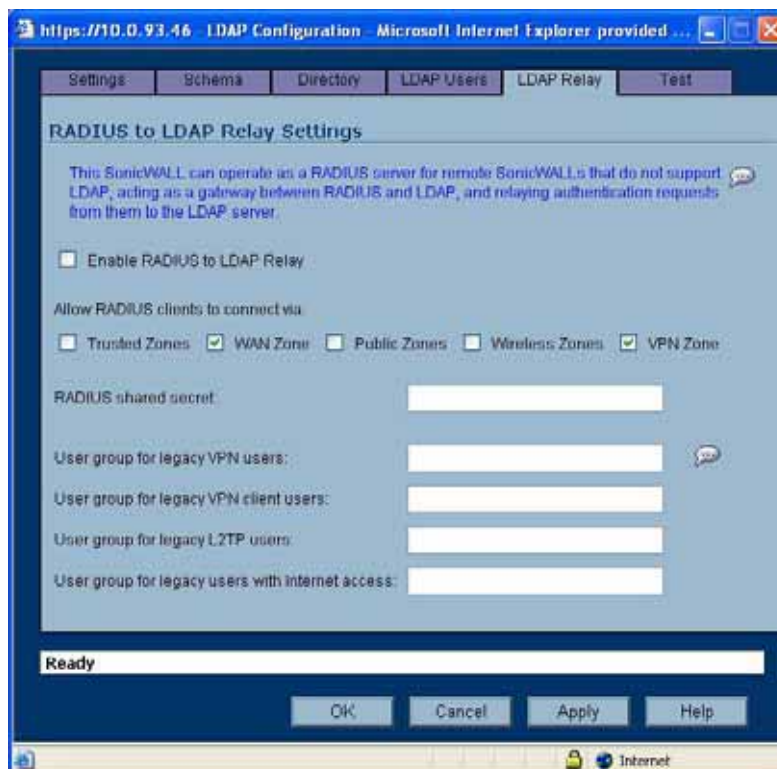 https://10.0.93.46 - LDAP Configuration - Microsoft Internet Explorer provided ...
Settings Schema Directory LDAP Users LDAP Relay Test
RADIUS to LDAP Relay Settings
This SonicWALL can operate as a RADIUS server for remote SonicWALLs that do not support
LDAP, acting as a gateway between RADIUS and LDAP, and relaying authentication requests
from them to the LDAP server.
Enable RADIUS to LDAP Relay
Allow RADIUS clients to connect via:
Trusted Zones WAN Zone Public Zones Wireless Zones VPN Zone
RADIUS shared secret:
User group for legacy VPN users:
User group for legacy VPN client users:
User group for legacy L2TP users:
User group for legacy users with Internet access:
Ready
OK Cancel Apply Help
Internet